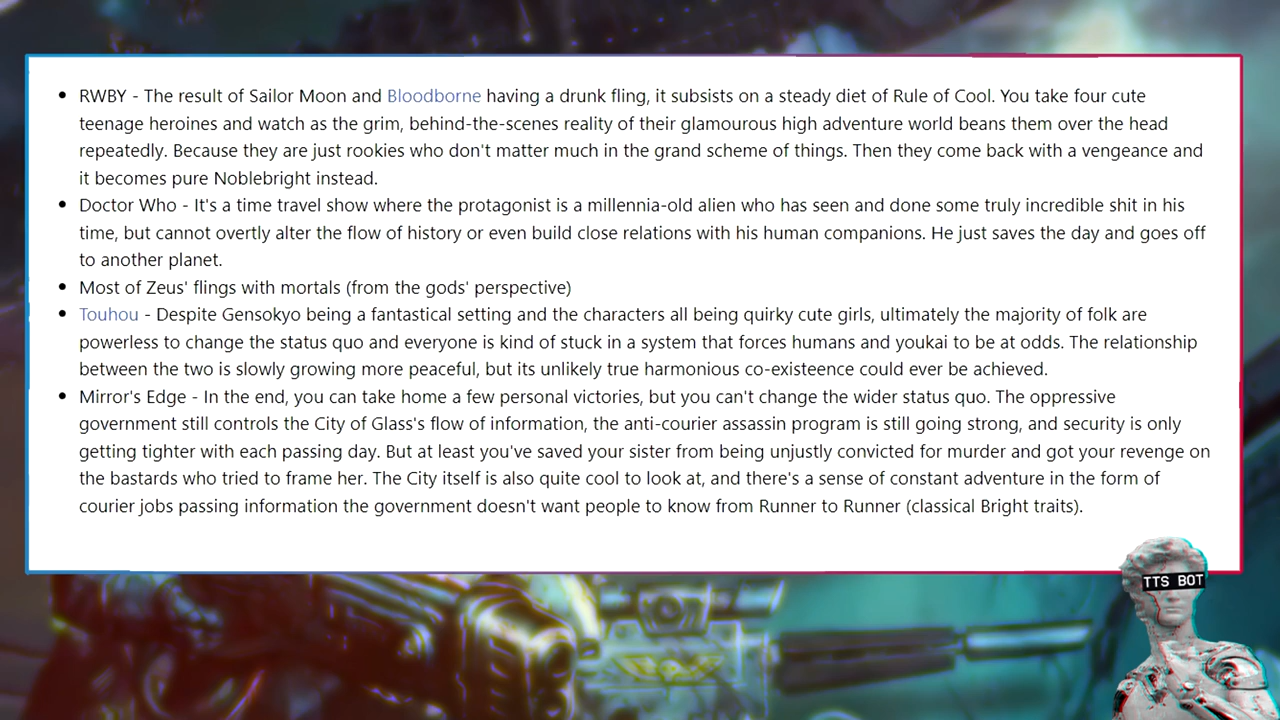 • RWBY - The result of Sailor Moon and Bloodborne having a drunk fling, it subsists on a steady diet of Rule of Cool. You take four cute
teenage heroines and watch as the grim, behind-the-scenes reality of their glamourous high adventure world beans them over the head
repeatedly. Because they are just rookies who don't matter much in the grand scheme of things. Then they come back with a vengeance and
it becomes pure Noblebright instead.
• Doctor Who - It's a time travel show where the protagonist is a millennia-old alien who has seen and done some truly incredible shit in his
time, but cannot overtly alter the flow of history or even build close relations with his human companions. He just saves the day and goes off
to another planet.
• Most of Zeus' flings with mortals (from the gods' perspective)
• Touhou - Despite Gensokyo being a fantastical setting and the characters all being quirky cute girls, ultimately the majority of folk are
powerless to change the status quo and everyone is kind of stuck in a system that forces humans and youkai to be at odds. The relationship
between the two is slowly growing more peaceful, but its unlikely true harmonious co-existeence could ever be achieved.
• Mirror's Edge - In the end, you can take home a few personal victories, but you can't change the wider status quo. The oppressive
government still controls the City of Glass's flow of information, the anti-courier assassin program is still going strong, and security is only
getting tighter with each passing day. But at least you've saved your sister from being unjustly convicted for murder and got your revenge on
the bastards who tried to frame her. The City itself is also quite cool to look at, and there's a sense of constant adventure in the form of
courier jobs passing information the government doesn't want people to know from Runner to Runner (classical Bright traits).
TTS BOT